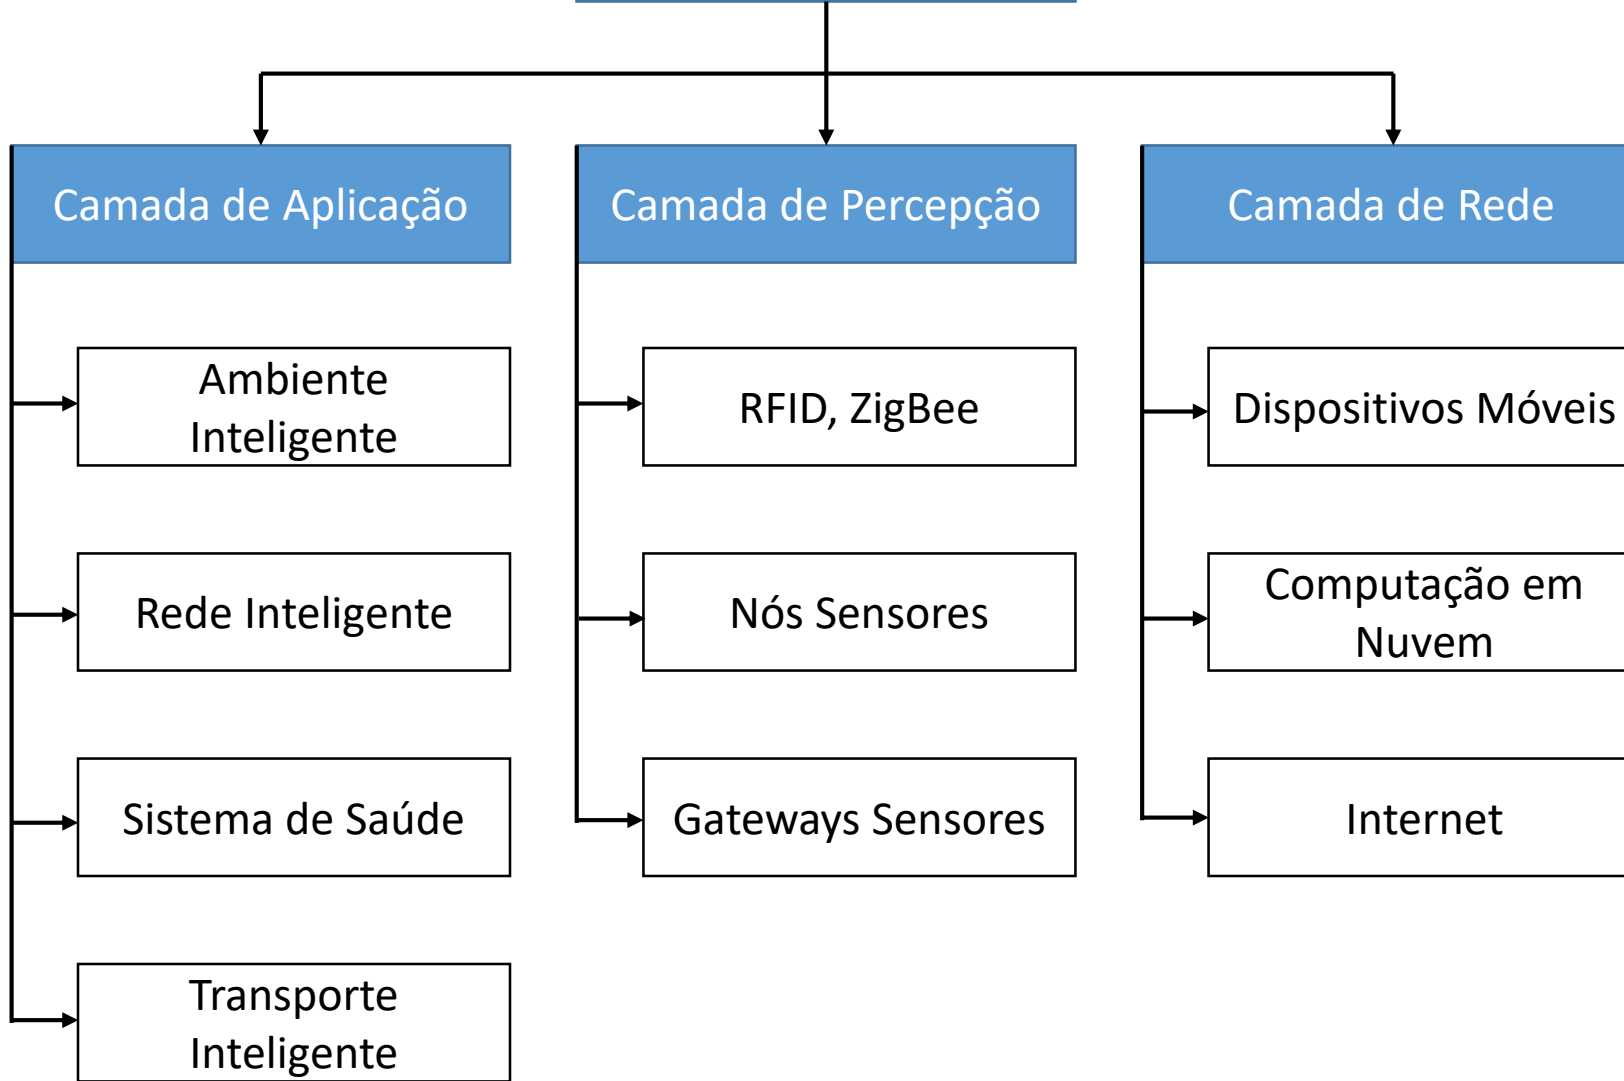 Camada de Aplicação
Camada de Percepção
Camada de Rede
Ambiente
Inteligente
RFID, ZigBee
Dispositivos Móveis
Rede Inteligente
Nós Sensores
Computação em
Nuvem
Sistema de Saúde
Gateways Sensores
Internet
Transporte
Inteligente